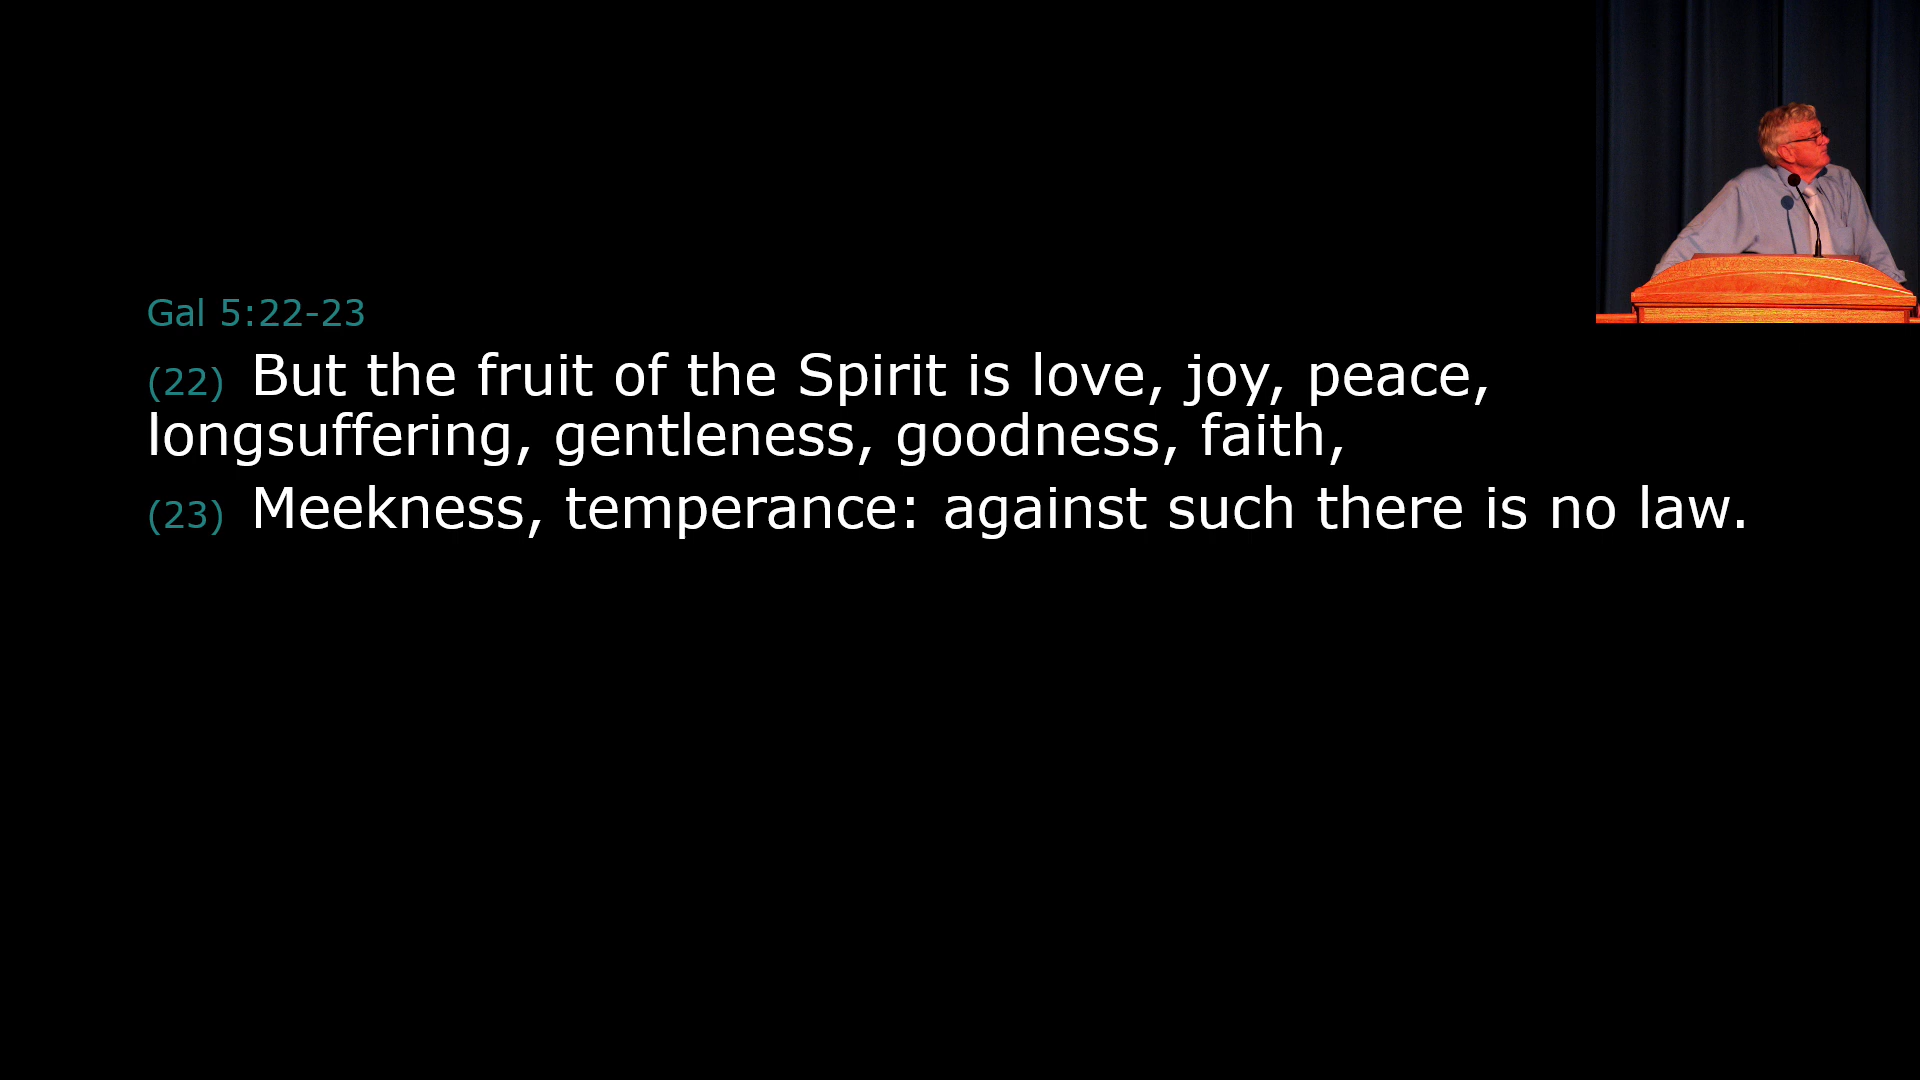 Gal 5:22-23
(22) But the fruit of the Spirit is love, joy, peace,
longsuffering, gentleness, goodness, faith,
(23) Meekness, temperance: against such there is no law.